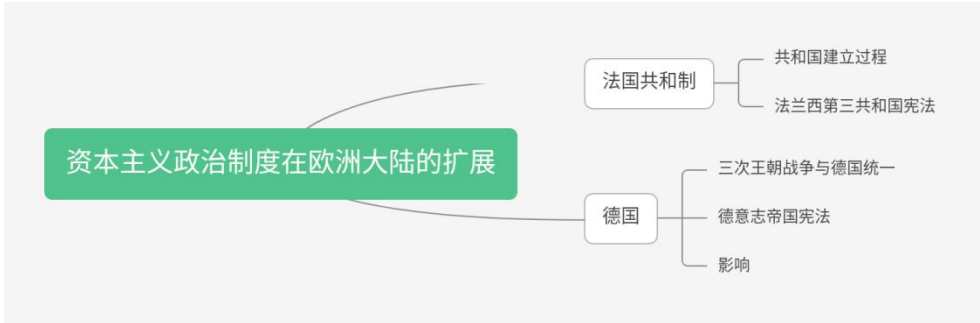 资本主义政治制度在欧洲大陆的扩展
法国共和制
共和国建立过程
法兰西第三共和国宪法
德国
三次王朝战争与德国统一
德意志帝国宪法
影响